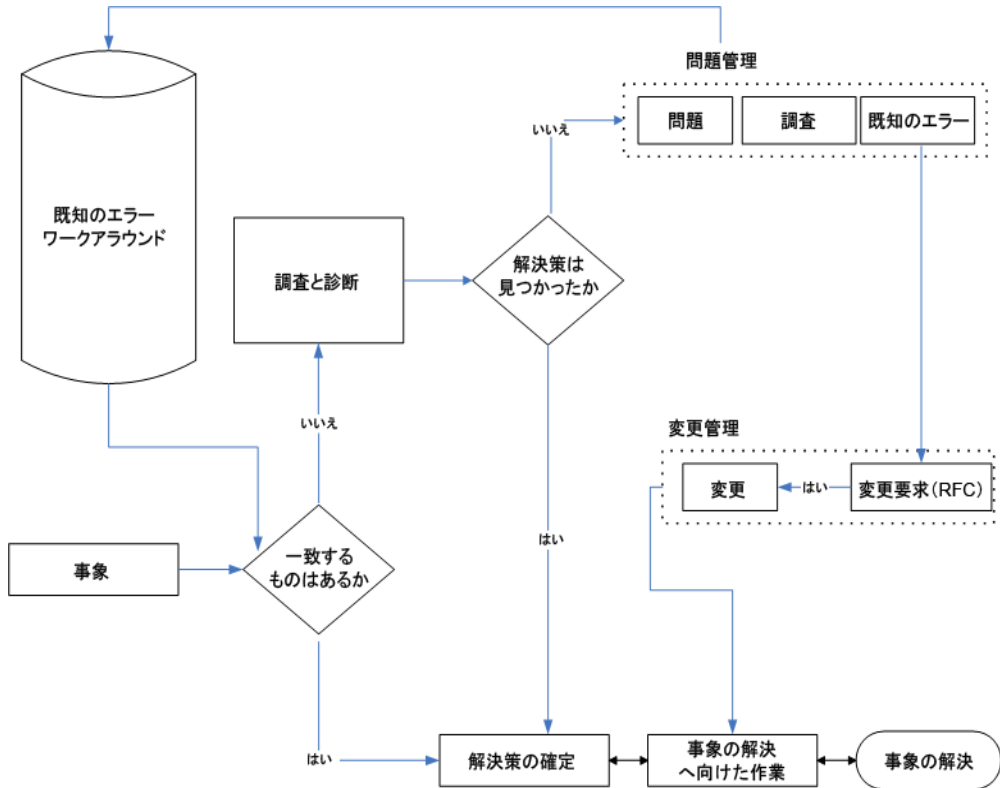 問題管理
問題
調査
既知のエラー
いいえ
既知のエラー
ワークアラウンド
調査と診断
解決策は
見つかったか
いいえ
変更管理
変更
はい
変更要求(RFC)
はい
事象
一致する
ものはあるか
はい
解決策の確定
事象の解決
へ向けた作業
事象の解決